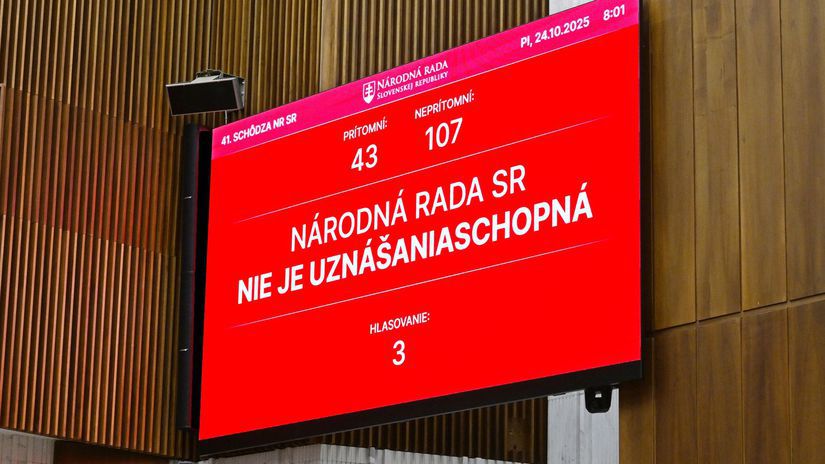 PI, 24.10.2025 8:01
NÁRODNÁ RADA
SLOVENSKEJ REPUBLIKY
41. SCHÔDZA NR SR
PRÍTOMNÍ: NEPRÍTOMNÍ:
43 107
NÁRODNÁ RADA SR
NIE JE UZNÁŠANIASCHOPNÁ
HLASOVANIE:
3